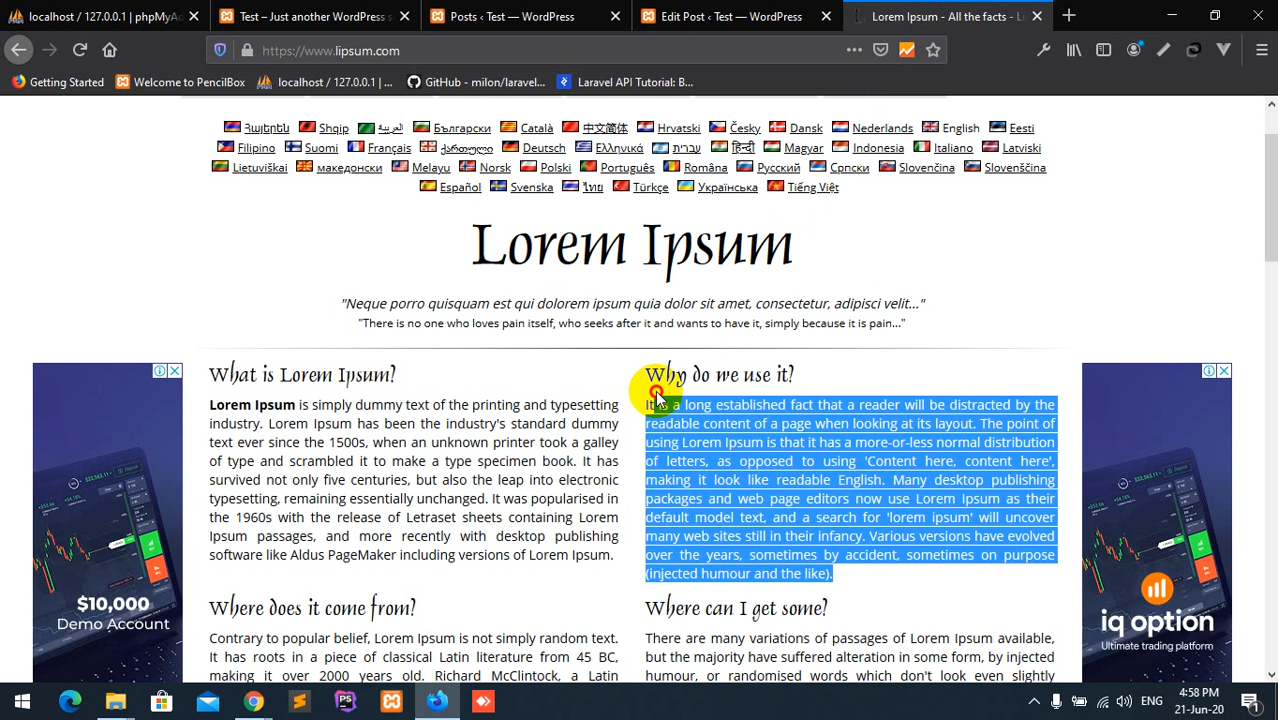 localhost / 127.0.0.1 | phpMyAd
Test – Just another WordPress s
Posts ‹ Test — WordPress
Edit Post ‹ Test — WordPress
Lorem Ipsum - All the facts - Li
https://www.lipsum.com
Getting Started
Welcome to PencilBox
localhost / 127.0.0.1 |...
GitHub - milon/laravel...
Laravel API Tutorial: B...
Հայերեն Shqip العربية Български Català 中文简体 Hrvatski Česky Dansk Nederlands English Eesti
Filipino Suomi Français ქართული Deutsch Ελληνικά עברית हिन्दी Magyar Indonesia Italiano Latviski
Lietuviškai македонски Melayu Norsk Polski Português Româna Русский Српски Slovenčina Slovenščina
Español Svenska ไทย Türkçe Українська Tiếng Việt
Lorem Ipsum
"Neque porro quisquam est qui dolorem ipsum quia dolor sit amet, consectetur, adipisci velit..."
"There is no one who loves pain itself, who seeks after it and wants to have it, simply because it is pain..."
What is Lorem Ipsum?
Lorem Ipsum is simply dummy text of the printing and typesetting
industry. Lorem Ipsum has been the industry's standard dummy
text ever since the 1500s, when an unknown printer took a galley
of type and scrambled it to make a type specimen book. It has
survived not only five centuries, but also the leap into electronic
typesetting, remaining essentially unchanged. It was popularised in
the 1960s with the release of Letraset sheets containing Lorem
Ipsum passages, and more recently with desktop publishing
software like Aldus PageMaker including versions of Lorem Ipsum.
Why do we use it?
It is a long established fact that a reader will be distracted by the
readable content of a page when looking at its layout. The point of
using Lorem Ipsum is that it has a more-or-less normal distribution
of letters, as opposed to using 'Content here, content here',
making it look like readable English. Many desktop publishing
packages and web page editors now use Lorem Ipsum as their
default model text, and a search for 'lorem ipsum' will uncover
many web sites still in their infancy. Various versions have evolved
over the years, sometimes by accident, sometimes on purpose
(injected humour and the like).
Where does it come from?
Contrary to popular belief, Lorem Ipsum is not simply random text.
It has roots in a piece of classical Latin literature from 45 BC,
making it over 2000 years old. Richard McClintock, a Latin
Where can I get some?
There are many variations of passages of Lorem Ipsum available,
but the majority have suffered alteration in some form, by injected
humour, or randomised words which don't look even slightly
$10,000
Demo Account
iq option
Ultimate trading platform
ENG
4:58 PM
21-Jun-20